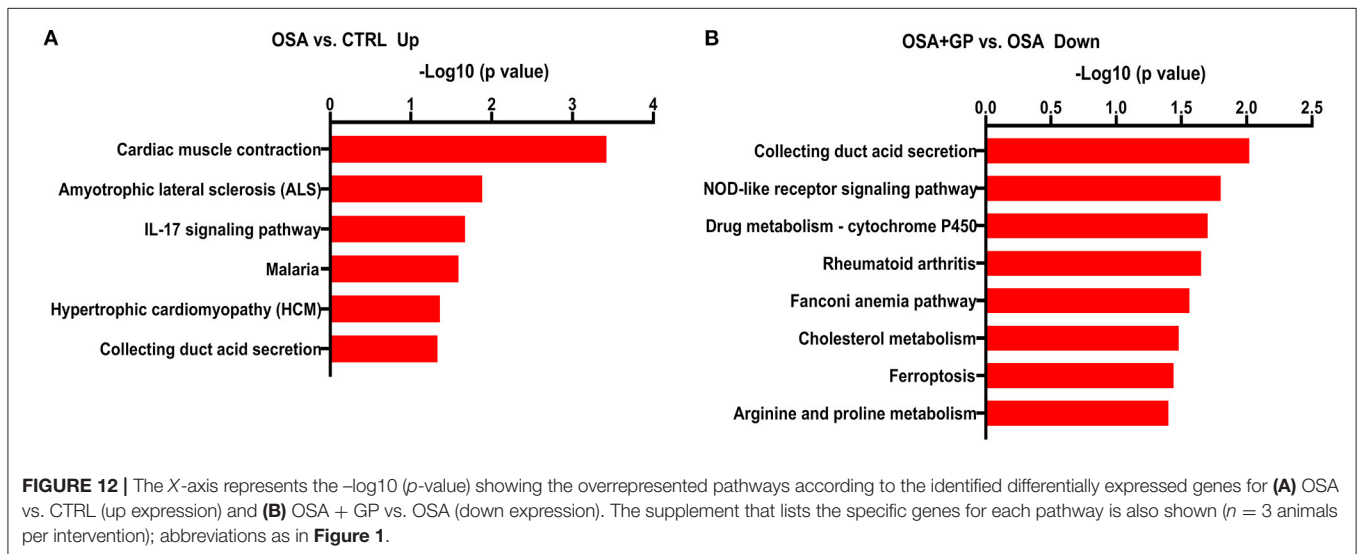 A
OSA vs. CTRL Up
-Log10 (p value)
0 1 2 3 4
Cardiac muscle contraction
Amyotrophic lateral sclerosis (ALS)
IL-17 signaling pathway
Malaria
Hypertrophic cardiomyopathy (HCM)
Collecting duct acid secretion
B
OSA+GP vs. OSA Down
-Log10 (p value)
0.0 0.5 1.0 1.5 2.0 2.5
Collecting duct acid secretion
NOD-like receptor signaling pathway
Drug metabolism - cytochrome P450
Rheumatoid arthritis
Fanconi anemia pathway
Cholesterol metabolism
Ferroptosis
Arginine and proline metabolism
FIGURE 12 | The X-axis represents the –log10 (p-value) showing the overrepresented pathways according to the identified differentially expressed genes for (A) OSA
vs. CTRL (up expression) and (B) OSA + GP vs. OSA (down expression). The supplement that lists the specific genes for each pathway is also shown (n = 3 animals
per intervention); abbreviations as in Figure 1.